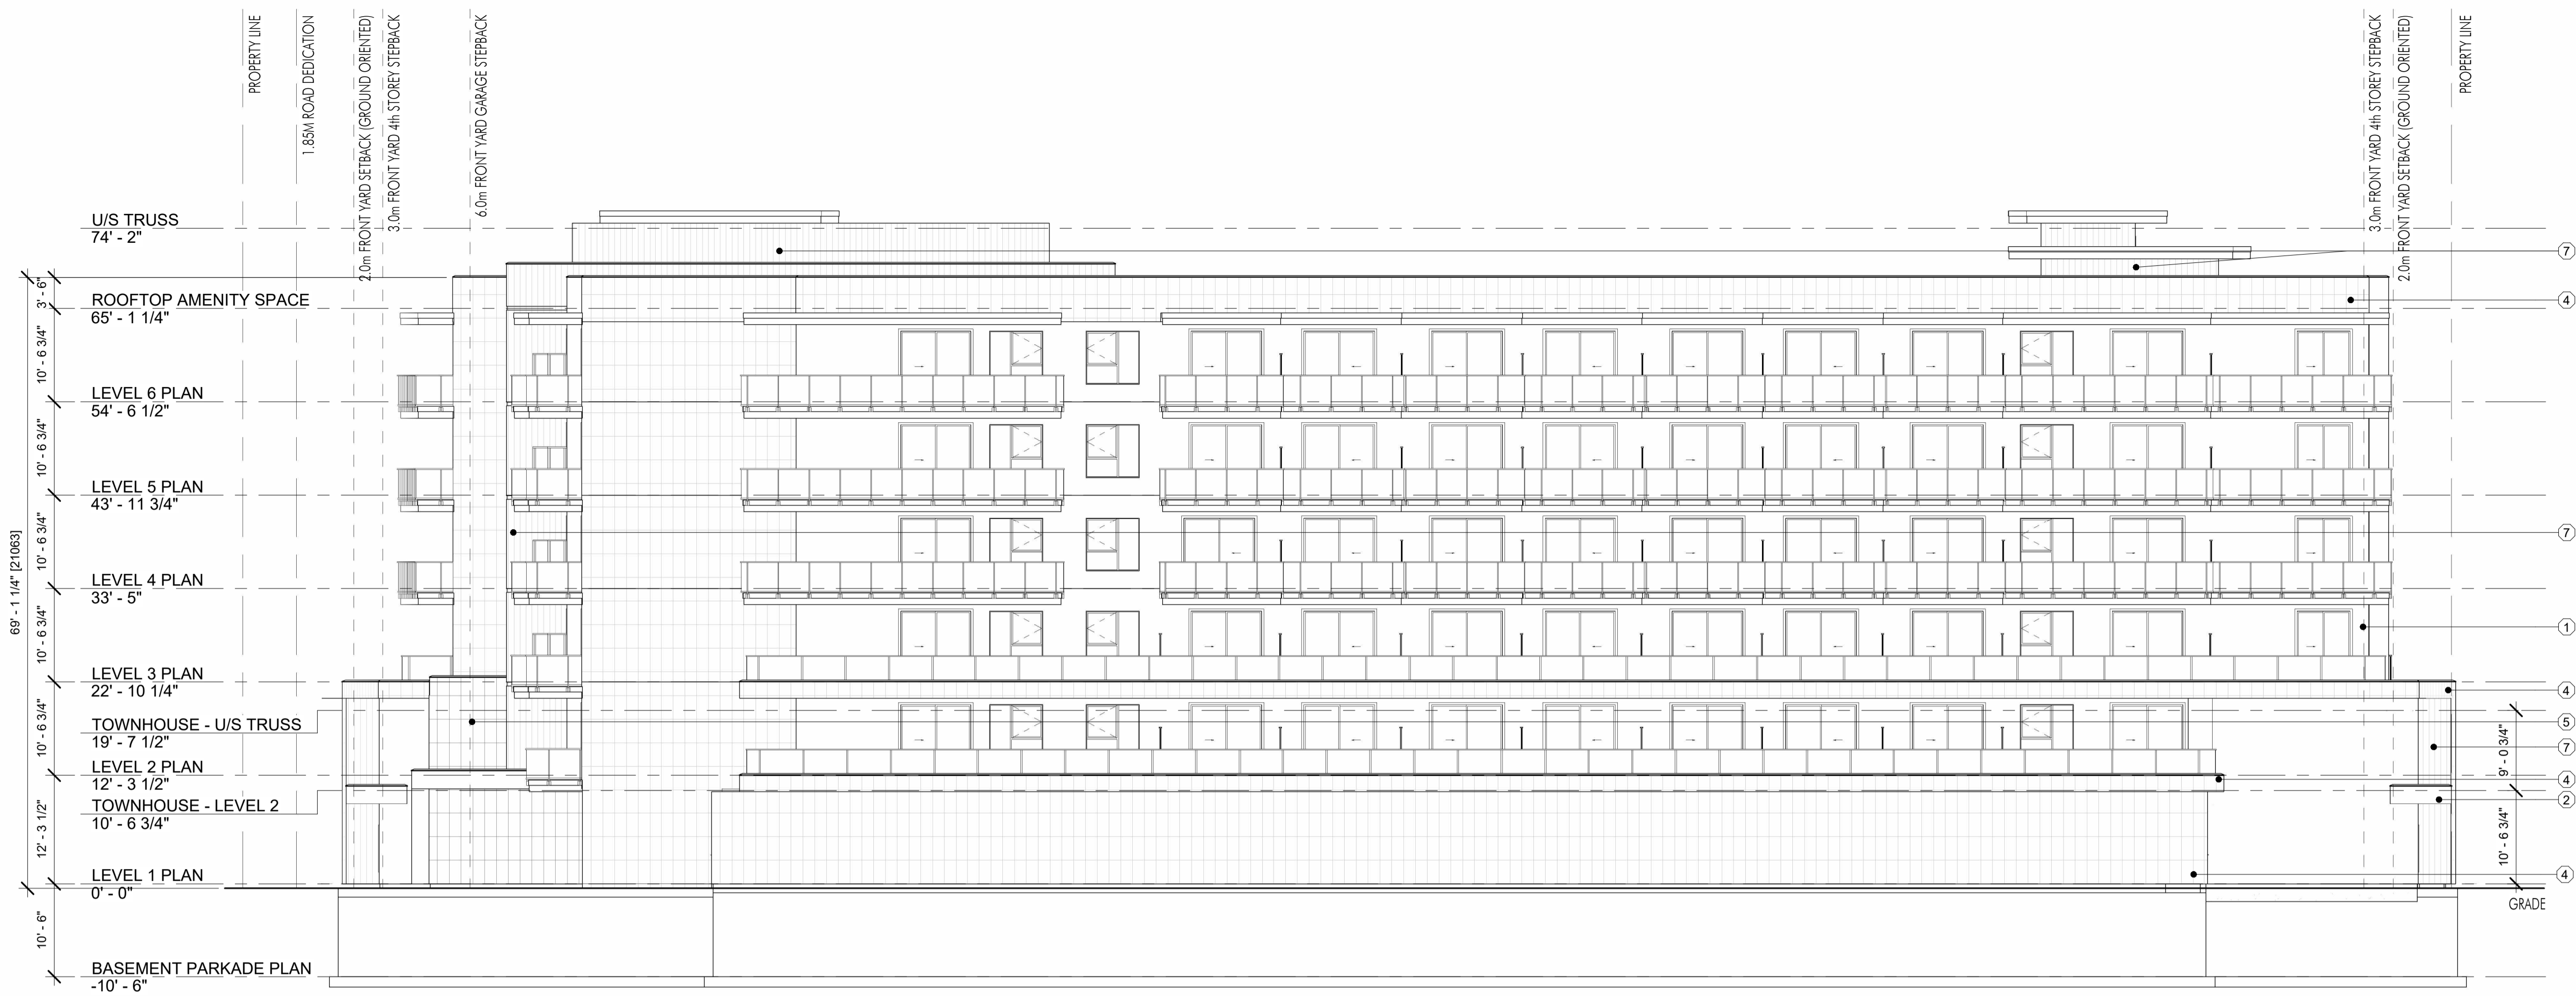 PROPERTY LINE
1.85M ROAD DEDICATION
2.0m FRONT YARD SETBACK (GROUND ORIENTED)
3.0m FRONT YARD 4th STOREY STEPBACK
6.0m FRONT YARD GARAGE STEPBACK
3.0m FRONT YARD 4th STOREY STEPBACK
2.0m FRONT YARD SETBACK (GROUND ORIENTED)
PROPERTY LINE
U/S TRUSS
74' - 2"
ROOFTOP AMENITY SPACE
65' - 1 1/4"
LEVEL 6 PLAN
54' - 6 1/2"
LEVEL 5 PLAN
43' - 11 3/4"
LEVEL 4 PLAN
33' - 5"
LEVEL 3 PLAN
22' - 10 1/4"
TOWNHOUSE - U/S TRUSS
19' - 7 1/2"
LEVEL 2 PLAN
12' - 3 1/2"
TOWNHOUSE - LEVEL 2
10' - 6 3/4"
LEVEL 1 PLAN
0' - 0"
BASEMENT PARKADE PLAN
-10' - 6"
69' - 1 1/4" [21063]
3' - 6"
10' - 6 3/4"
10' - 6 3/4"
10' - 6 3/4"
10' - 6 3/4"
10' - 6 3/4"
12' - 3 1/2"
10' - 6"
7
4
7
1
4
5
7
4
2
4
9' - 0 3/4"
10' - 6 3/4"
GRADE